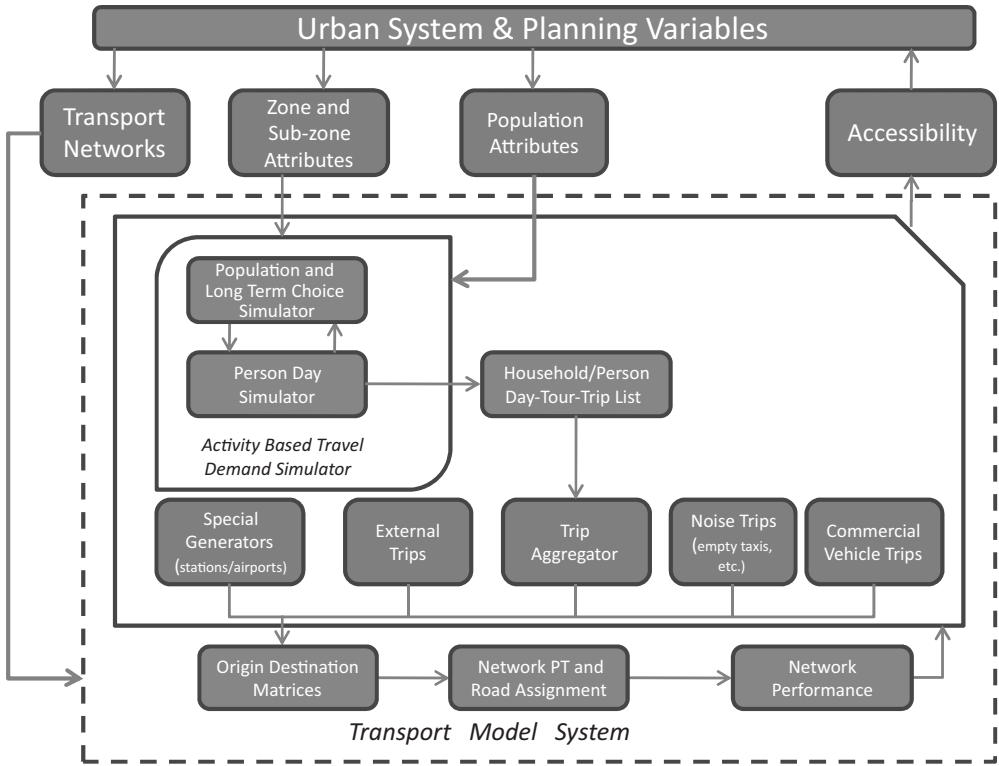 Urban System & Planning Variables
Transport
Networks
Zone and
Sub-zone
Attributes
Population
Attributes
Accessibility
Population and
Long Term Choice
Simulator
Person Day
Simulator
Household/Person
Day-Tour-Trip List
Activity Based Travel
Demand Simulator
Special
Generators
(stations/airports)
External
Trips
Trip
Aggregator
Noise Trips
(empty taxis,
etc.)
Commercial
Vehicle Trips
Origin Destination
Matrices
Network PT and
Road Assignment
Network
Performance
Transport Model System